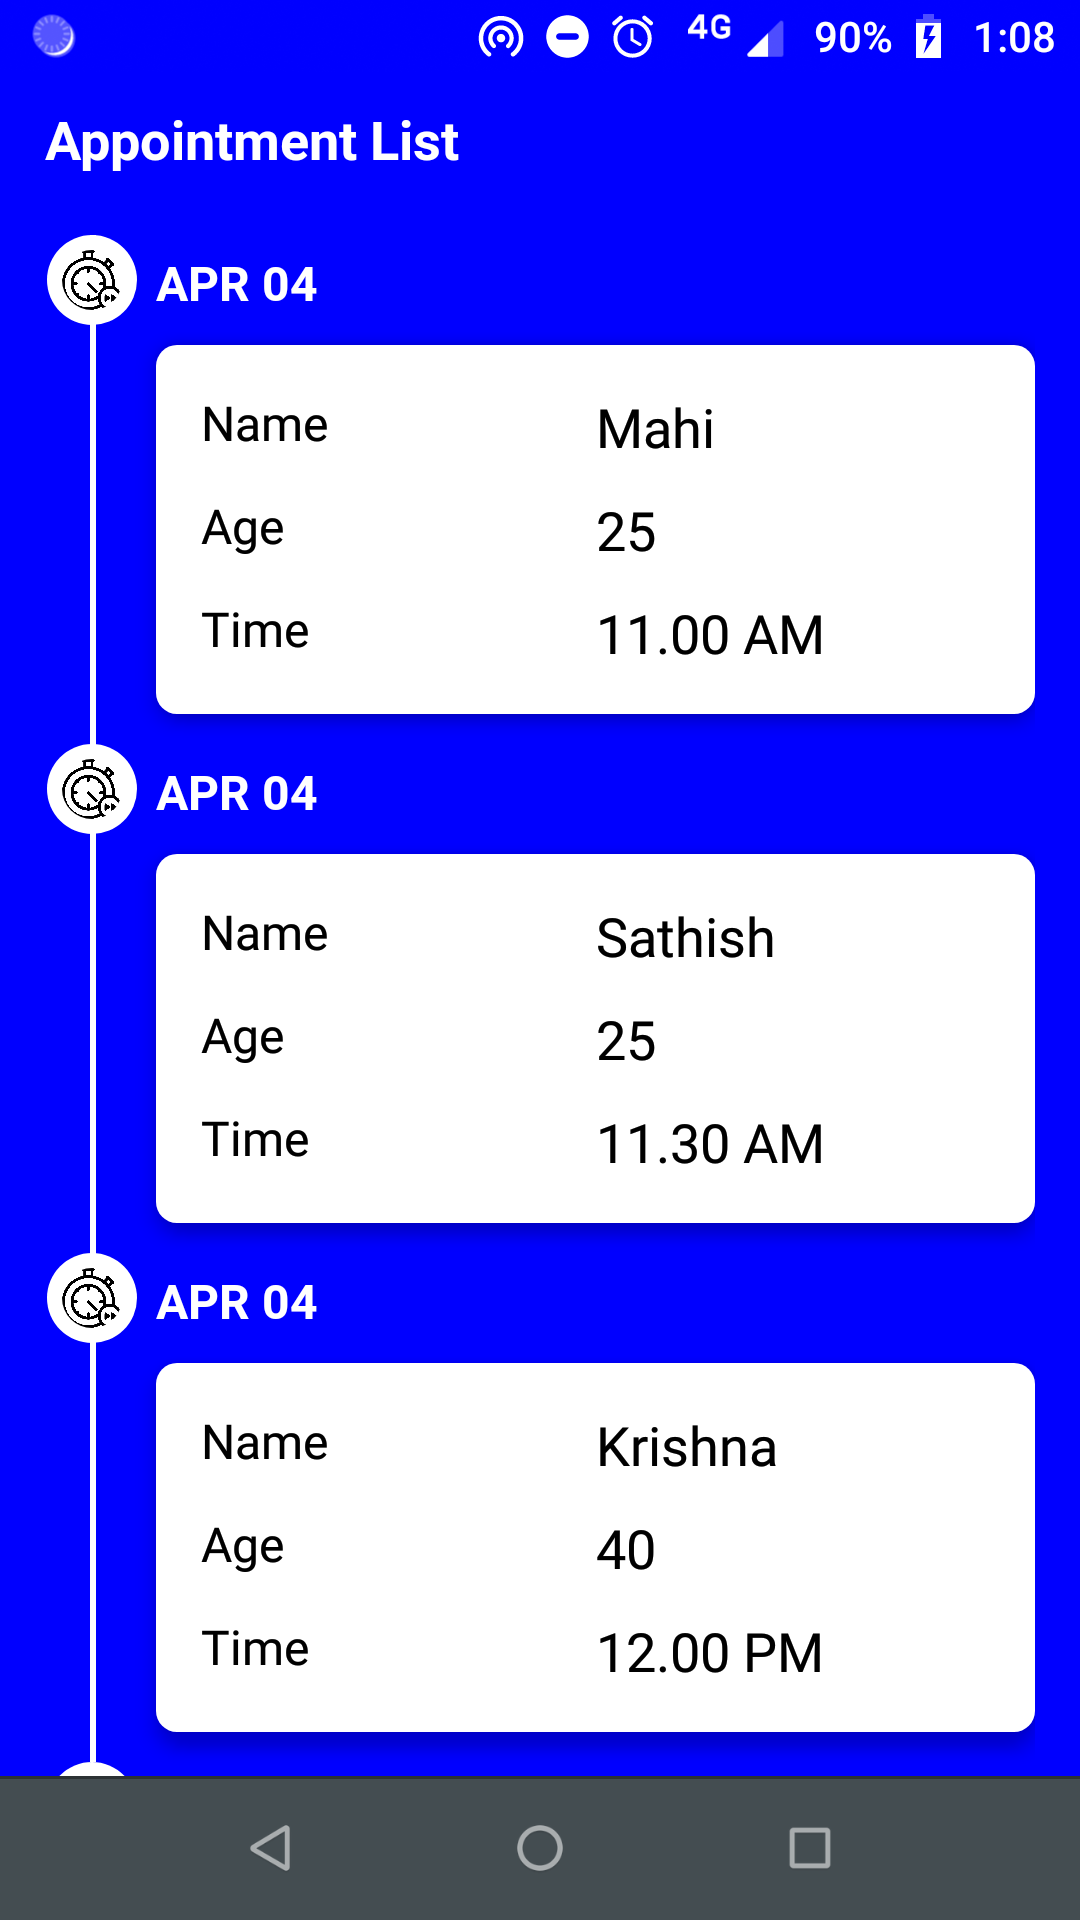 4G 90% 1:08
Appointment List
APR 04
Name Mahi
Age 25
Time 11.00 AM
APR 04
Name Sathish
Age 25
Time 11.30 AM
APR 04
Name Krishna
Age 40
Time 12.00 PM